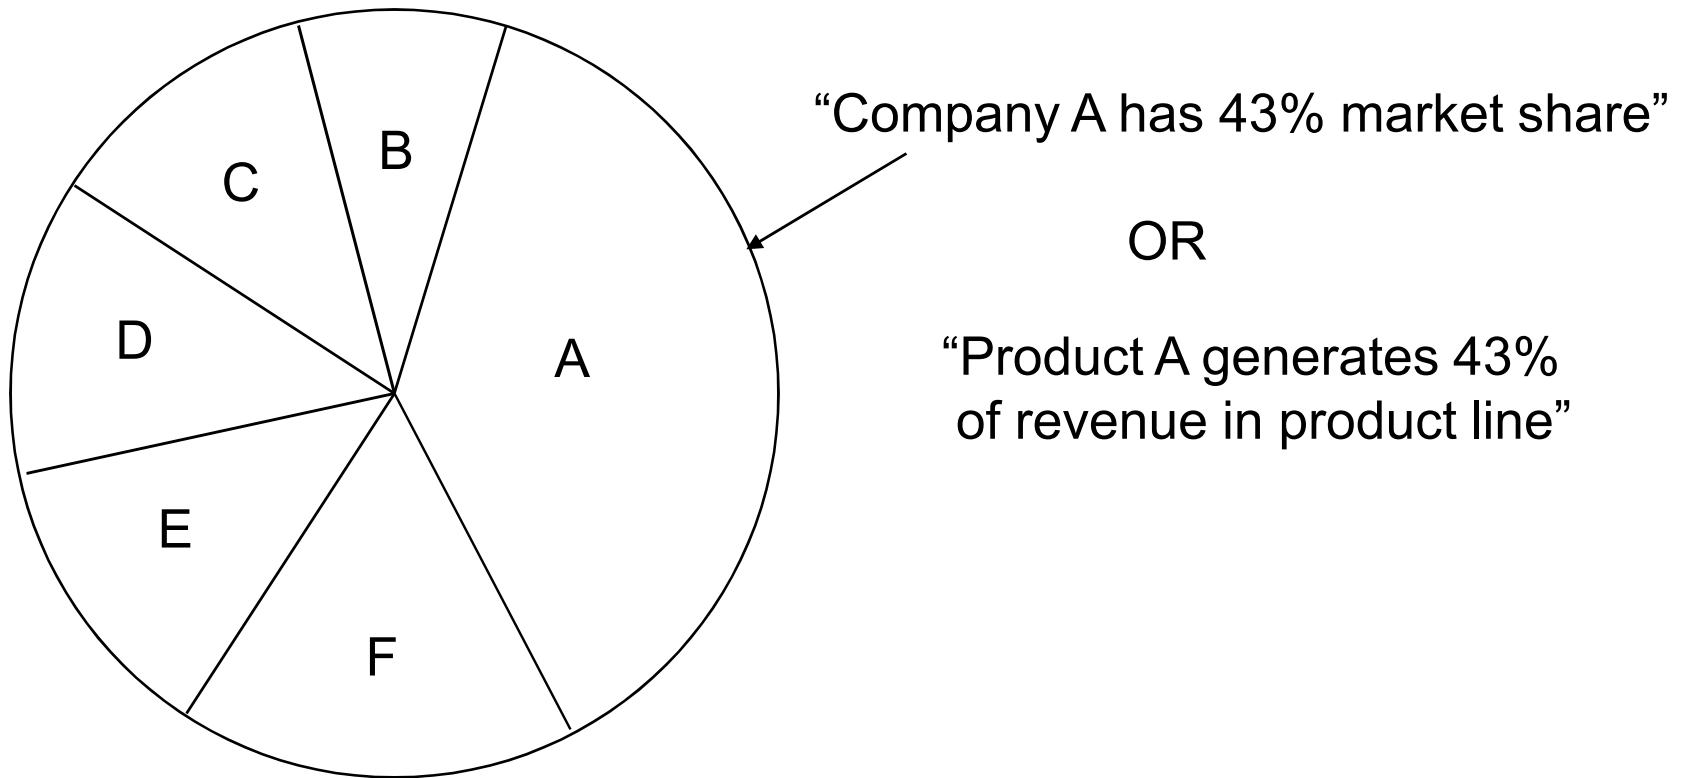 “Company A has 43% market share”
B
C
OR
D
A
“Product A generates 43%
of revenue in product line”
E
F